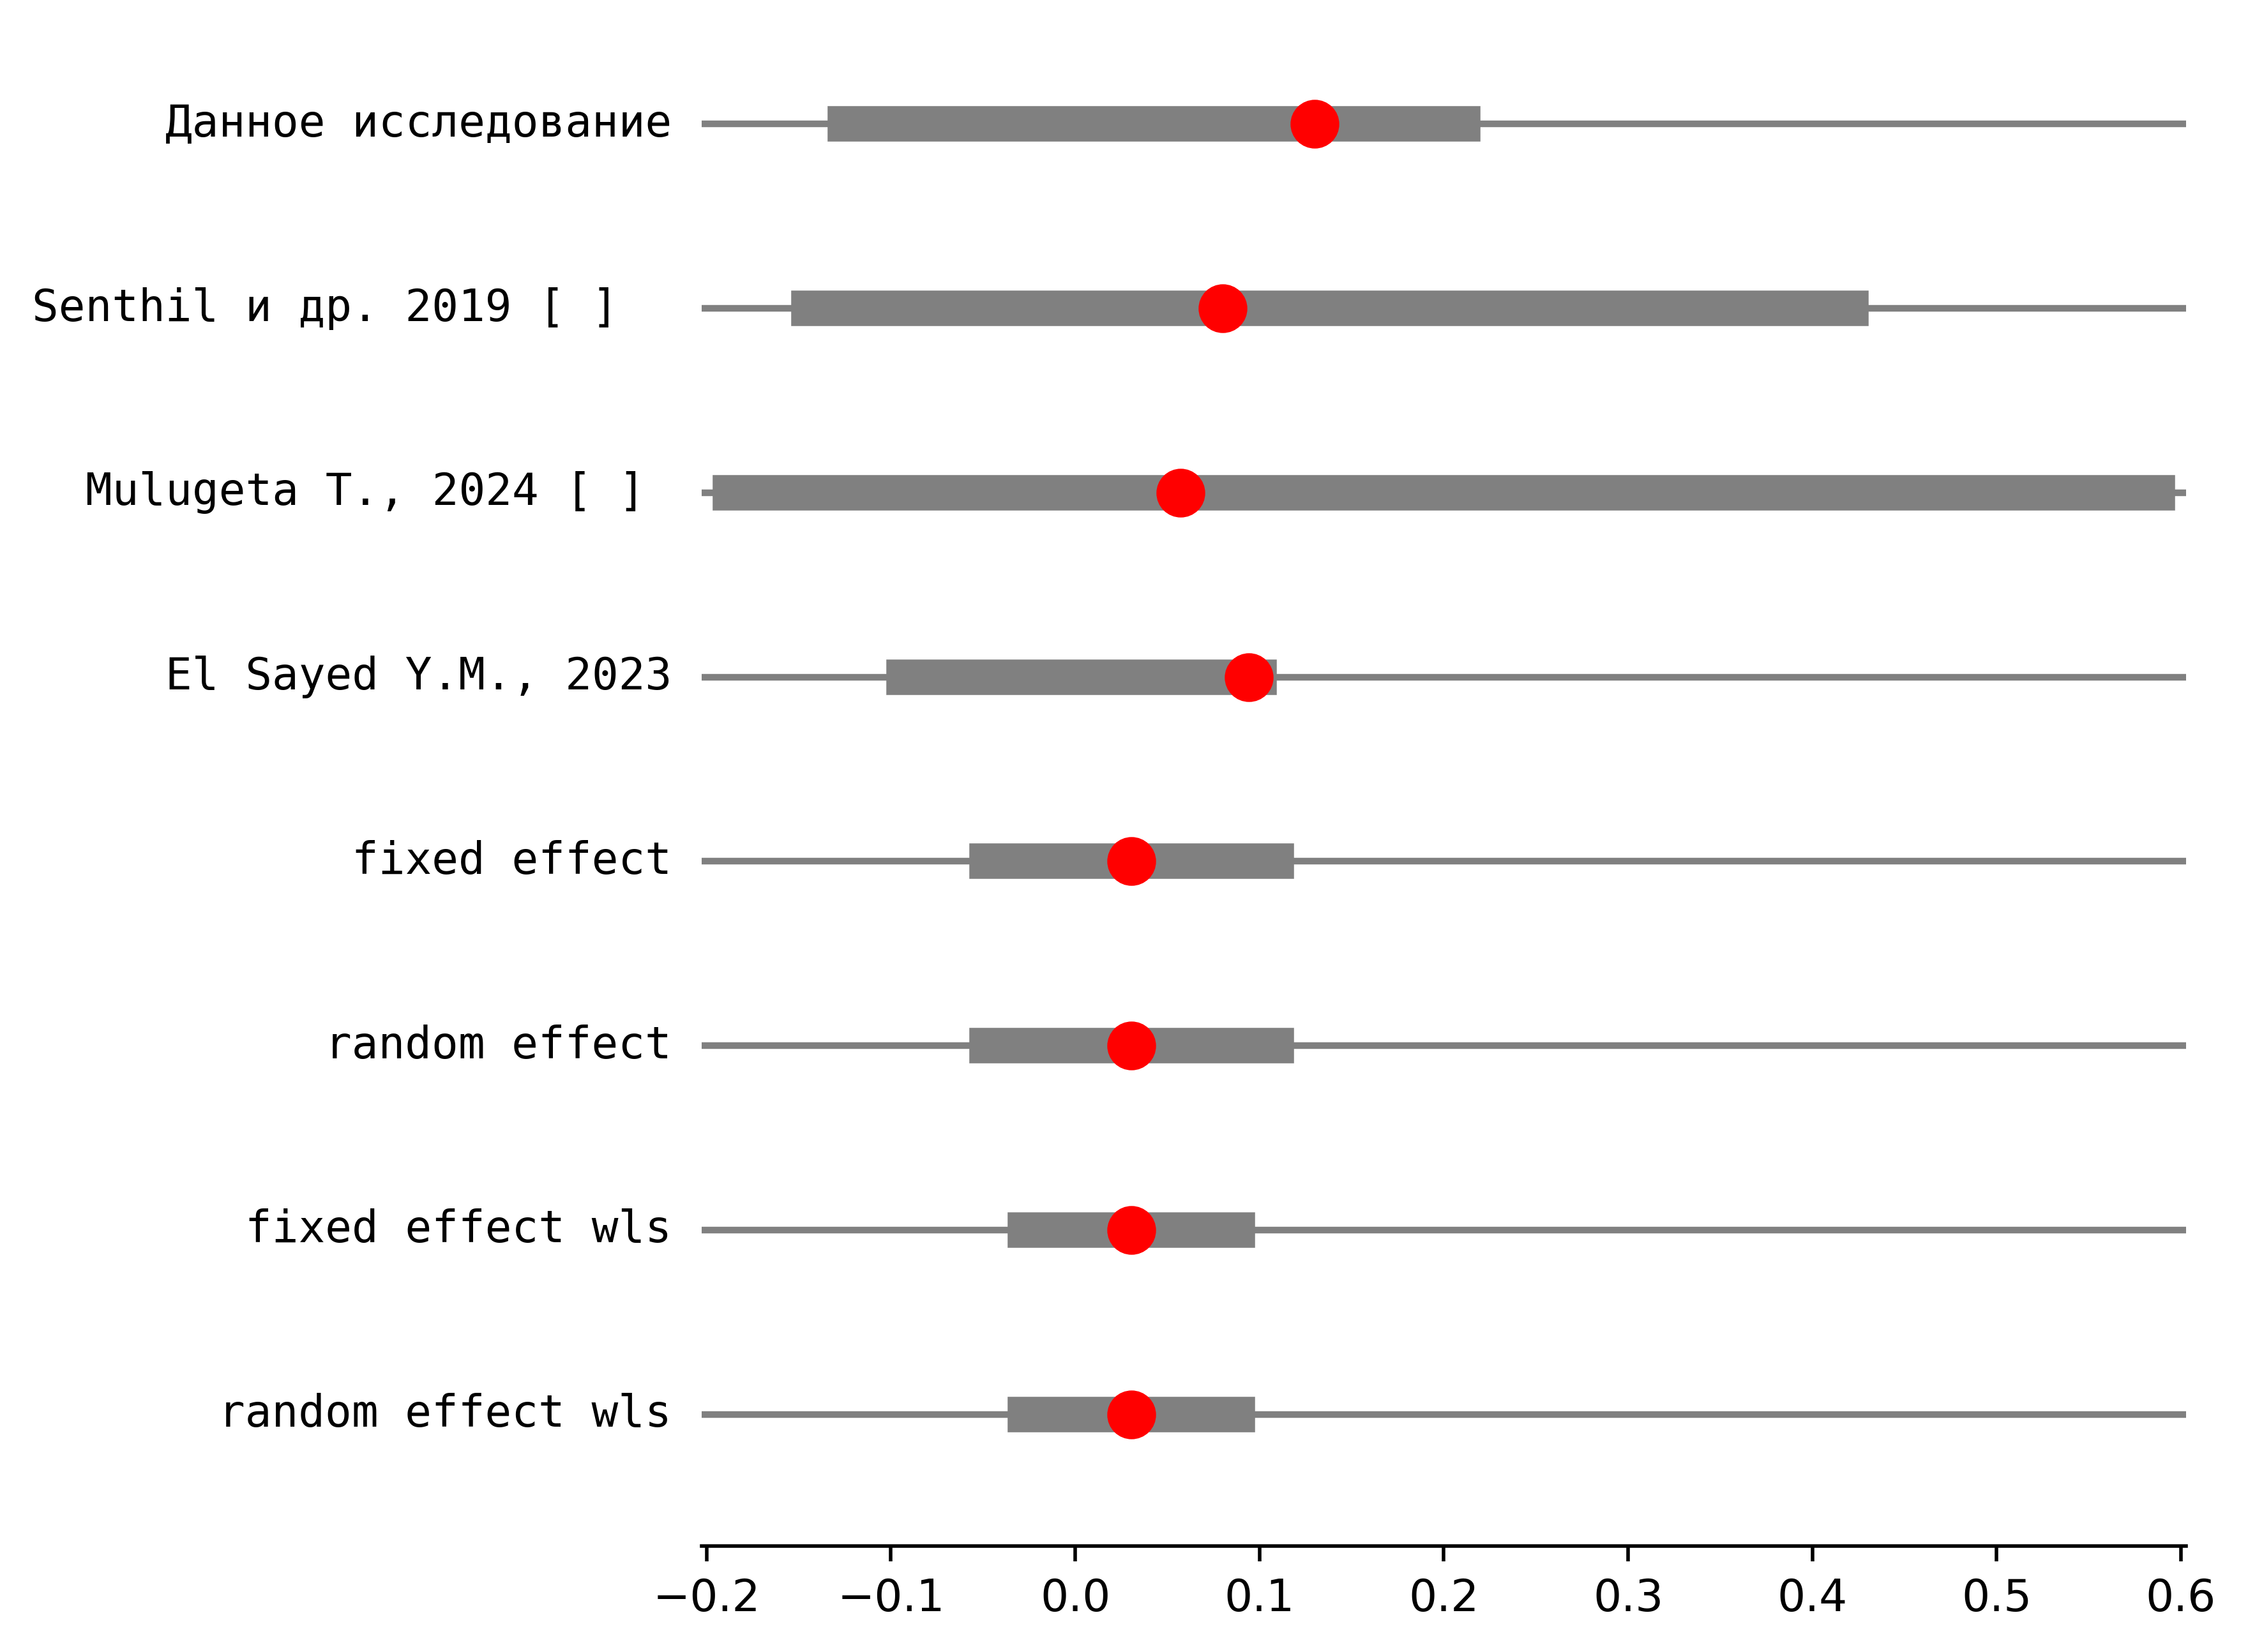 Данное исследование
Senthil и др. 2019 [ ]
Mulugeta T., 2024 [ ]
El Sayed Y.M., 2023
fixed effect
random effect
fixed effect wls
random effect wls
−0.2 −0.1 0.0 0.1 0.2 0.3 0.4 0.5 0.6